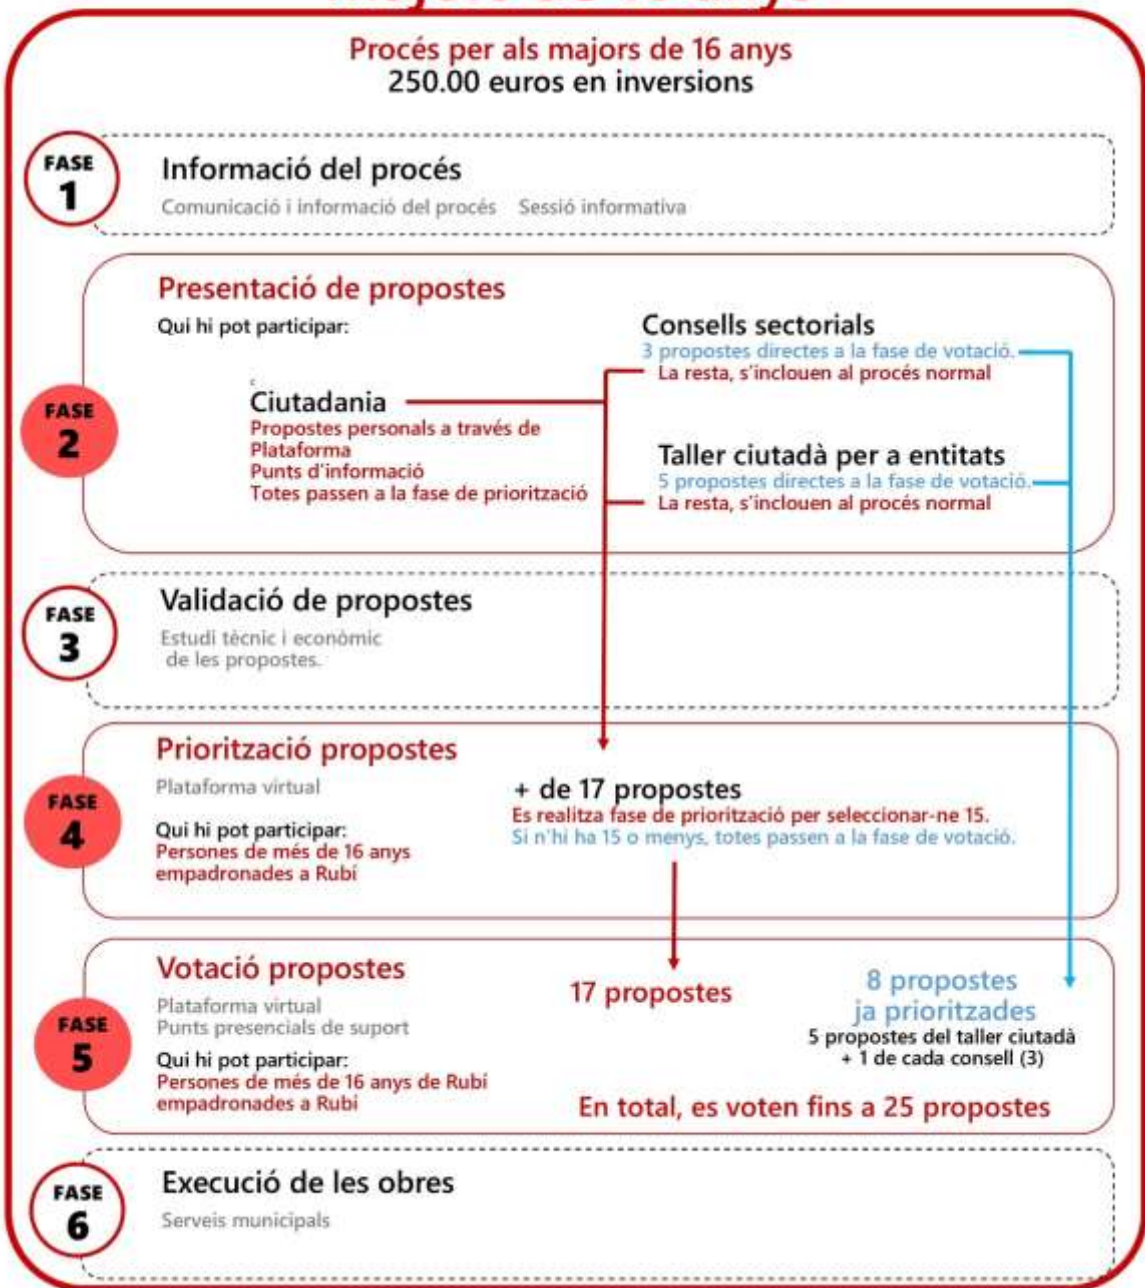 Procés per als majors de 16 anys
250.00 euros en inversions
FASE
1
Informació del procés
Comunicació i informació del procés Sessió informativa
FASE
2
Presentació de propostes
Qui hi pot participar:
Ciutadania
Propostes personals a través de
Plataforma
Punts d'informació
Totes passen a la fase de priorització
Consells sectorials
3 propostes directes a la fase de votació.
La resta, s'inclouen al procés normal
Taller ciutadà per a entitats
5 propostes directes a la fase de votació.
La resta, s'inclouen al procés normal
FASE
3
Validació de propostes
Estudi tècnic i econòmic
de les propostes.
FASE
4
Priorització propostes
Plataforma virtual
Qui hi pot participar:
Persones de més de 16 anys
empadronades a Rubí
+ de 17 propostes
Es realitza fase de priorització per seleccionar-ne 15.
Si n'hi ha 15 o menys, totes passen a la fase de votació.
FASE
5
Votació propostes
Plataforma virtual
Punts presencials de suport
Qui hi pot participar:
Persones de més de 16 anys de Rubí
empadronades a Rubí
17 propostes
8 propostes
ja prioritzades
5 propostes del taller ciutadà
+ 1 de cada consell (3)
En total, es voten fins a 25 propostes
FASE
6
Execució de les obres
Serveis municipals